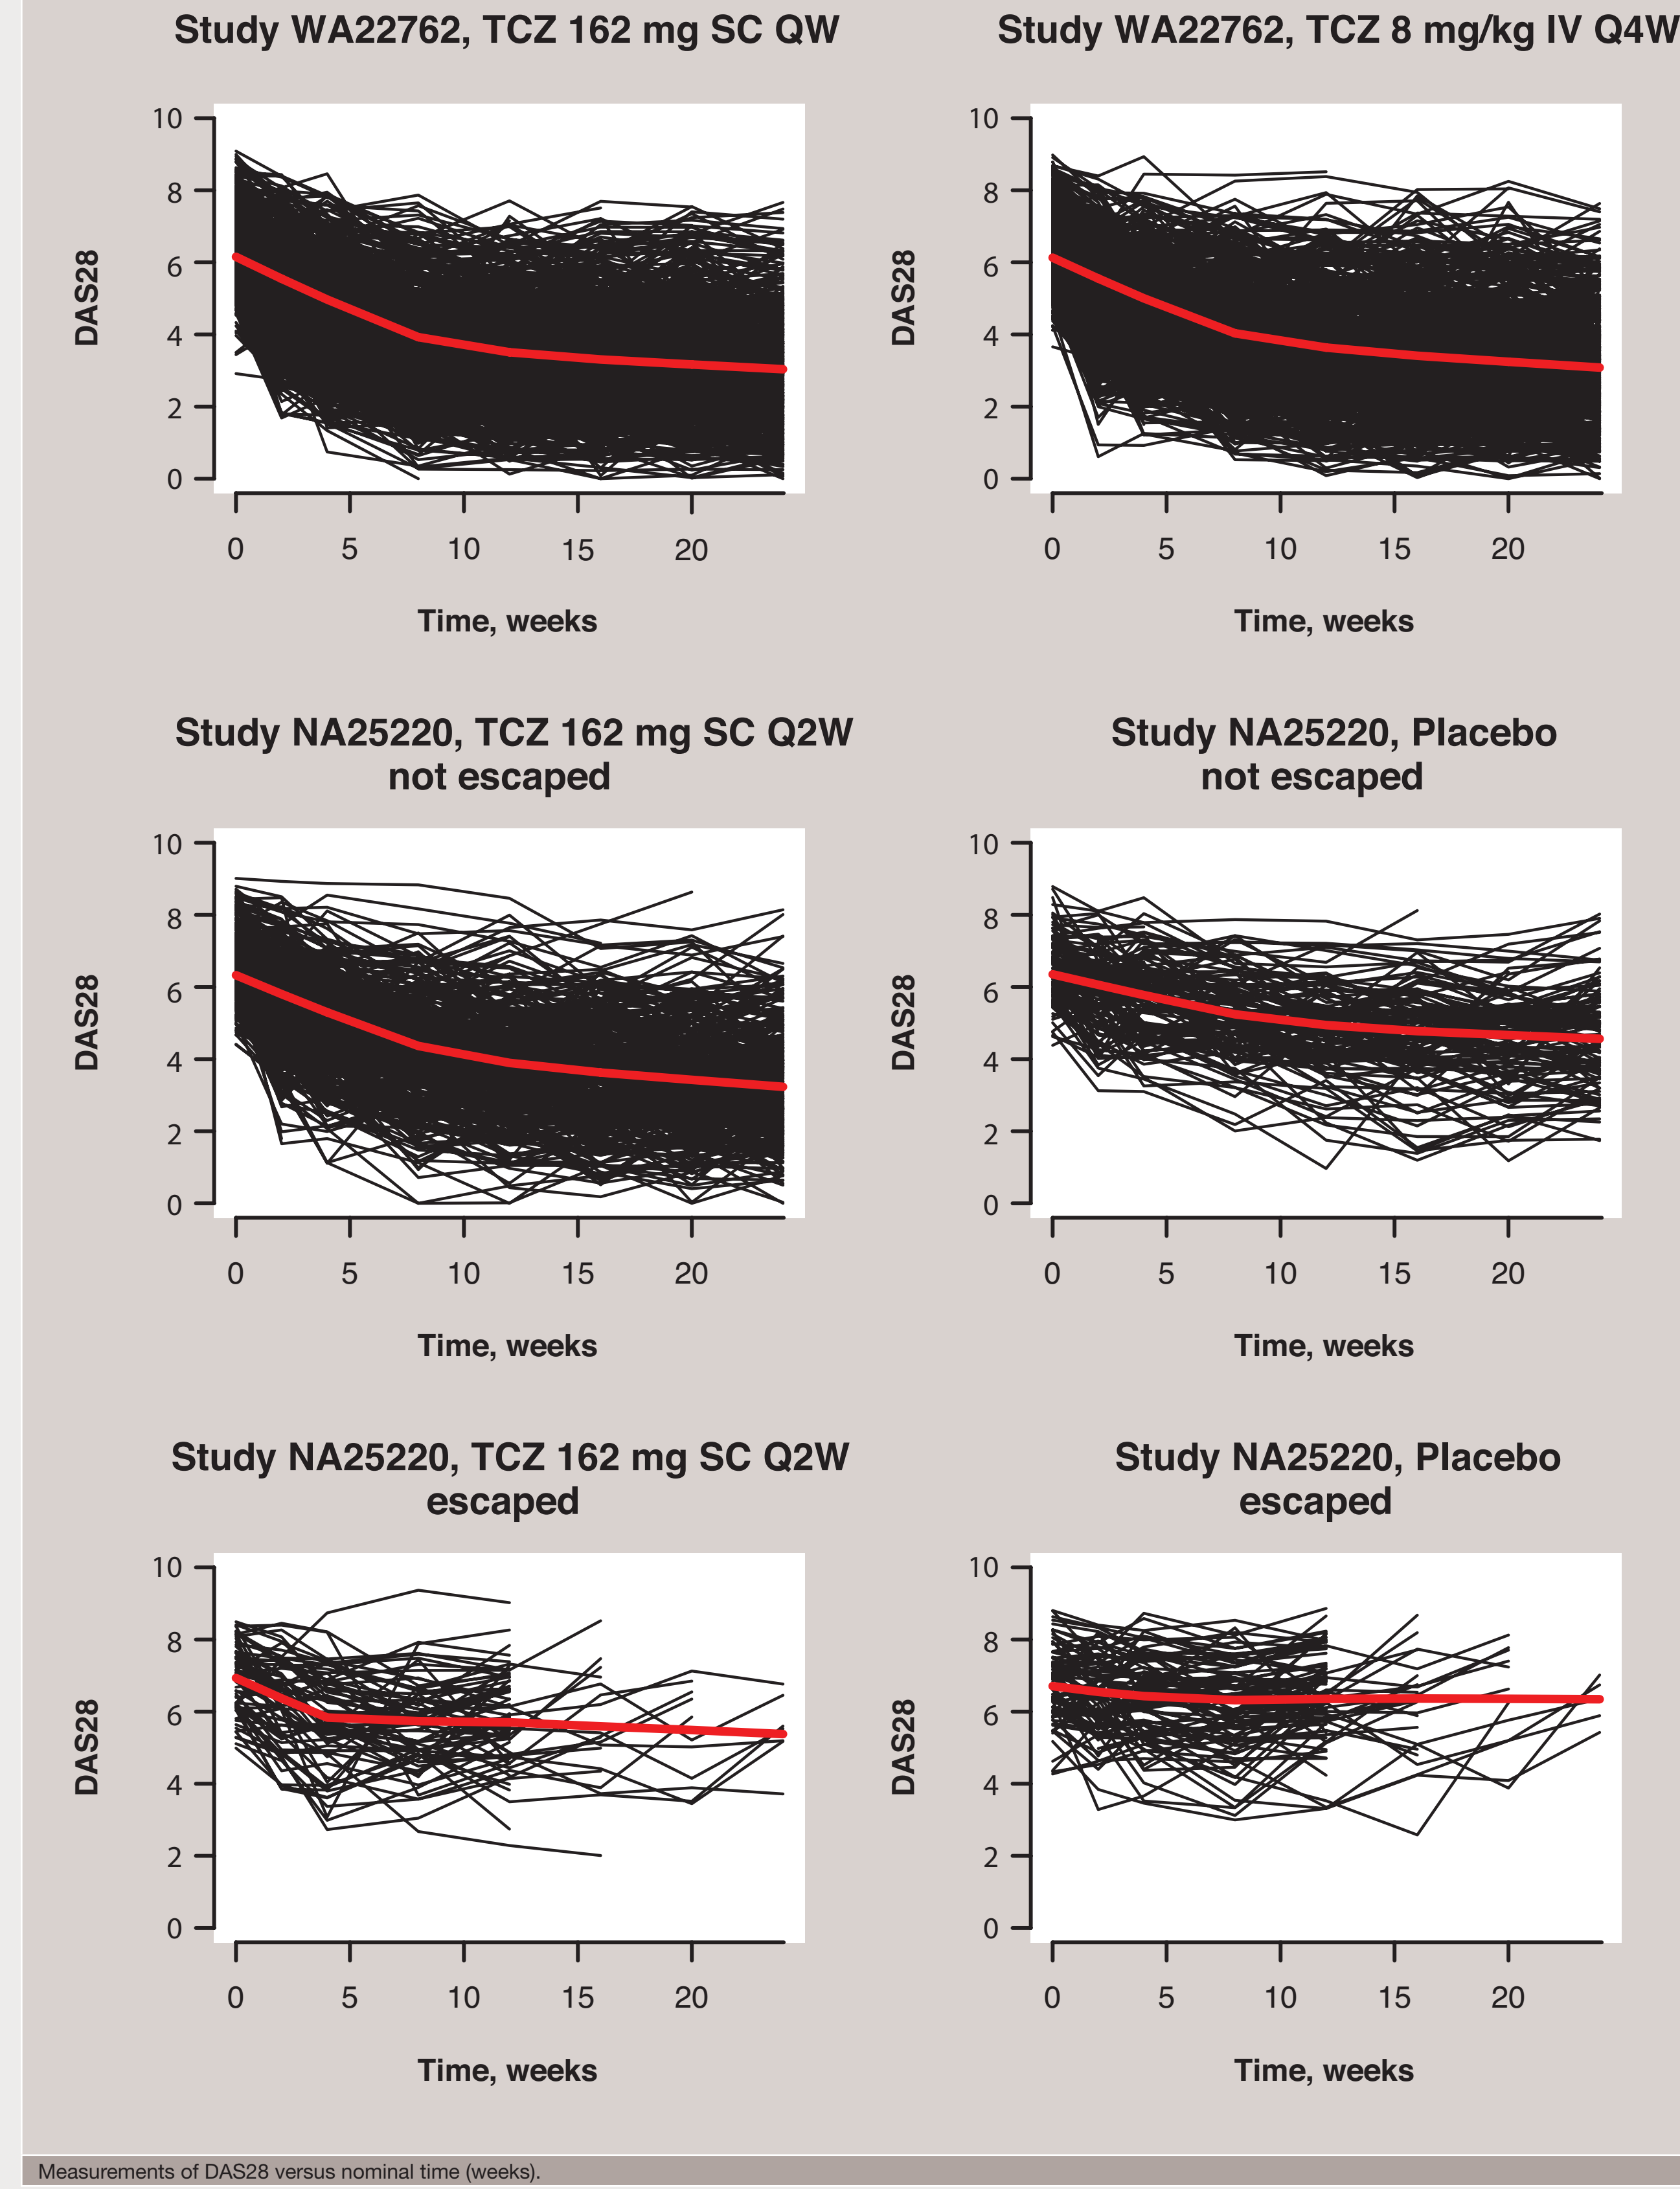 Study WA22762, TCZ 162 mg SC QW
Study WA22762, TCZ 8 mg/kg IV Q4W
10
8
6
4
2
0
DAS28
0 5 10 15 20
Time, weeks
10
8
6
4
2
0
DAS28
0 5 10 15 20
Time, weeks
Study NA25220, TCZ 162 mg SC Q2W
not escaped
Study NA25220, Placebo
not escaped
10
8
6
4
2
0
DAS28
0 5 10 15 20
Time, weeks
10
8
6
4
2
0
DAS28
0 5 10 15 20
Time, weeks
Study NA25220, TCZ 162 mg SC Q2W
escaped
Study NA25220, Placebo
escaped
10
8
6
4
2
0
DAS28
0 5 10 15 20
Time, weeks
10
8
6
4
2
0
DAS28
0 5 10 15 20
Time, weeks
Measurements of DAS28 versus nominal time (weeks).